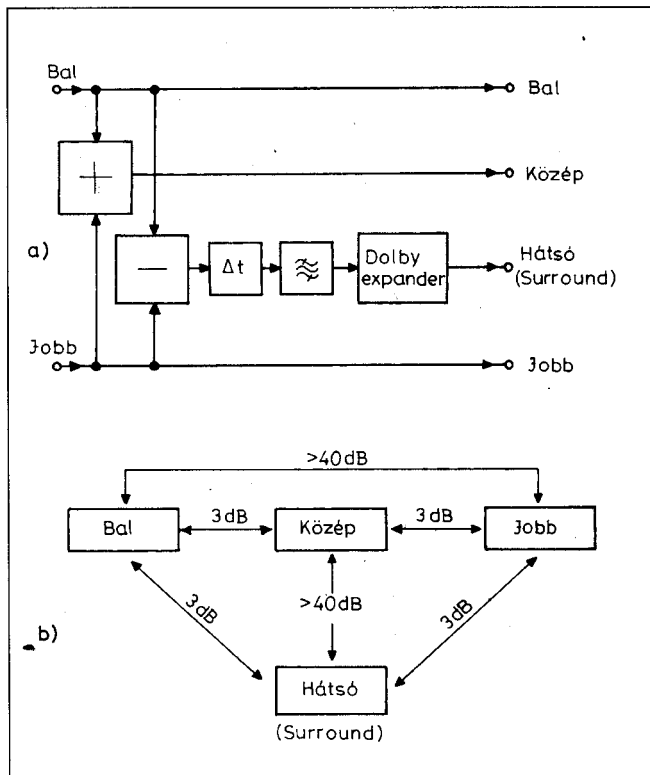 Bal
Bal
+
Közép
a)
−
Δt
Dolby
expander
Hátsó
(Surround)
Jobb
Jobb
>40dB
Bal
3dB
Közép
3dB
Jobb
3dB
>40dB
3dB
b)
Hátsó
(Surround)